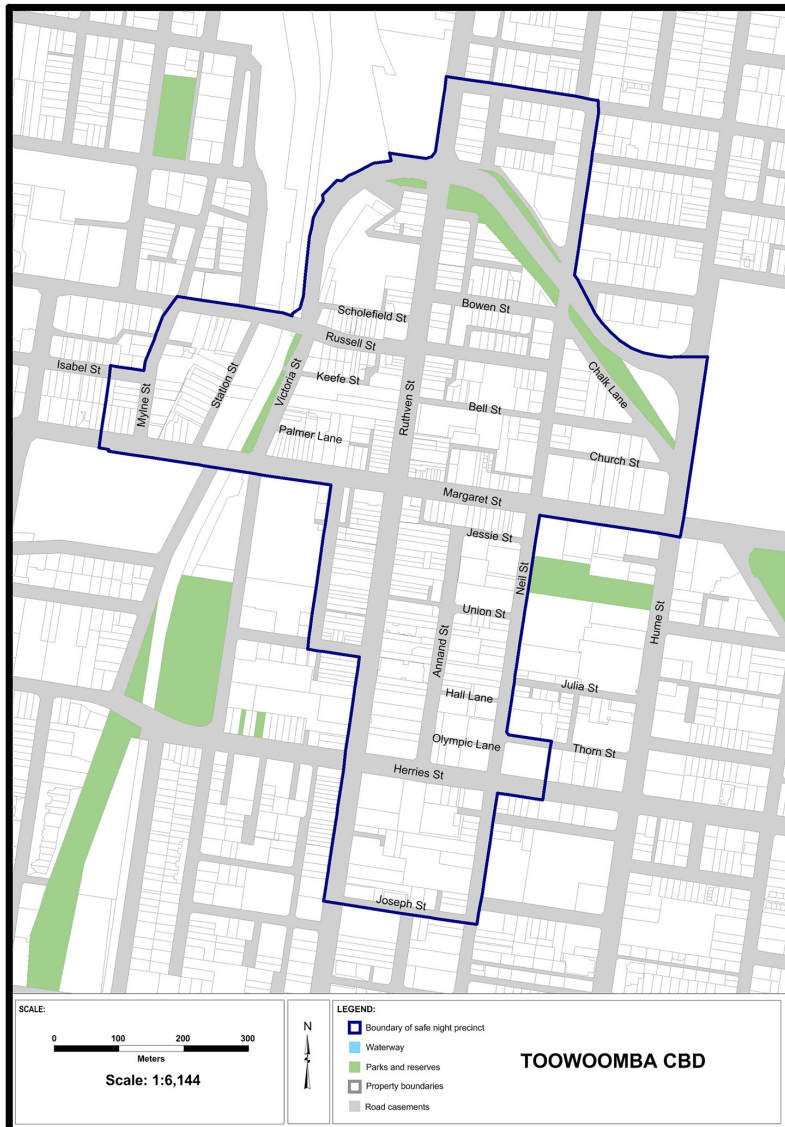 Scholefield St
Bowen St
Russell St
Isabel St
Mylne St
Station St
Victoria St
Keefe St
Ruthven St
Chalk Lane
Bell St
Palmer Lane
Church St
Margaret St
Jessie St
Neil St
Union St
Annand St
Hume St
Julia St
Hall Lane
Olympic Lane
Thorn St
Herries St
Joseph St
SCALE:
0 100 200 300
Meters
Scale: 1:6,144
N
LEGEND:
Boundary of safe night precinct
Waterway
Parks and reserves
Property boundaries
Road casements
TOOWOOMBA CBD